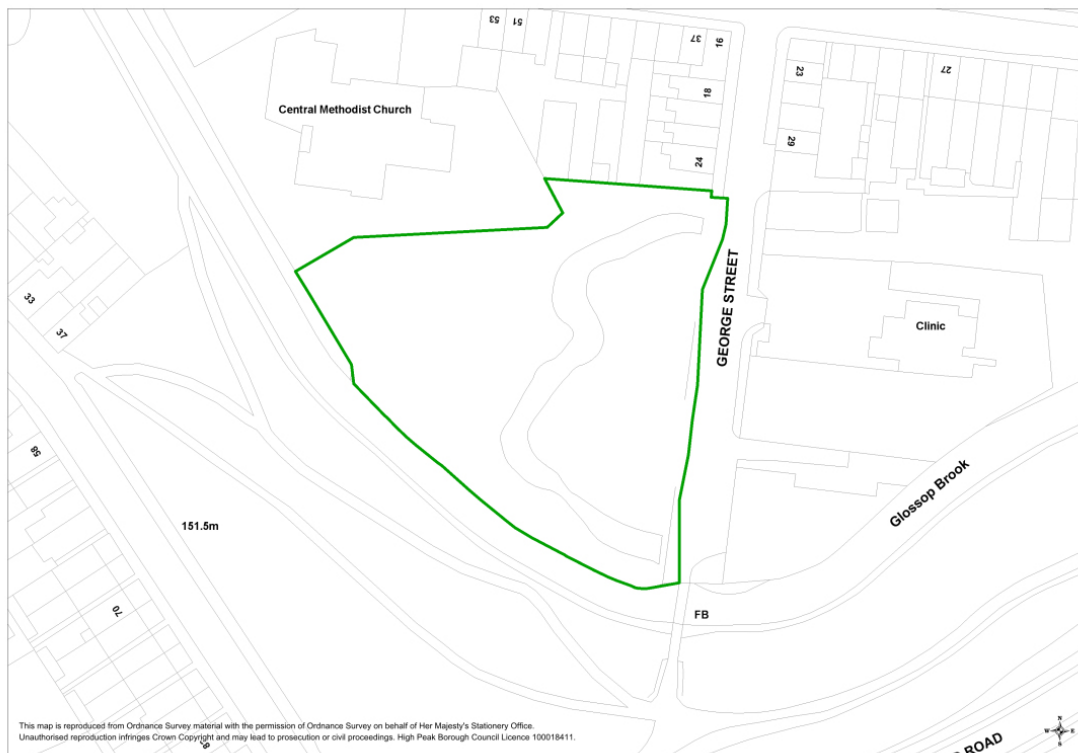 53
51
37
16
23
27
Central Methodist Church
18
29
24
GEORGE STREET
33
37
Clinic
58
Glossop Brook
151.5m
70
FB
This map is reproduced from Ordnance Survey material with the permission of Ordnance Survey on behalf of Her Majesty's Stationery Office.
Unauthorised reproduction infringes Crown Copyright and may lead to prosecution or civil proceedings. High Peak Borough Council Licence 100018411.
ROAD
N
W
E
S